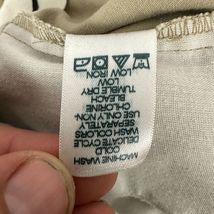 MACHINE WASH
COLD
DELICATE CYCLE
WASH COLORS
SEPARATELY
USE ONLY NON-
CHLORINE
BLEACH
TUMBLE DRY
LOW
LOW IRON